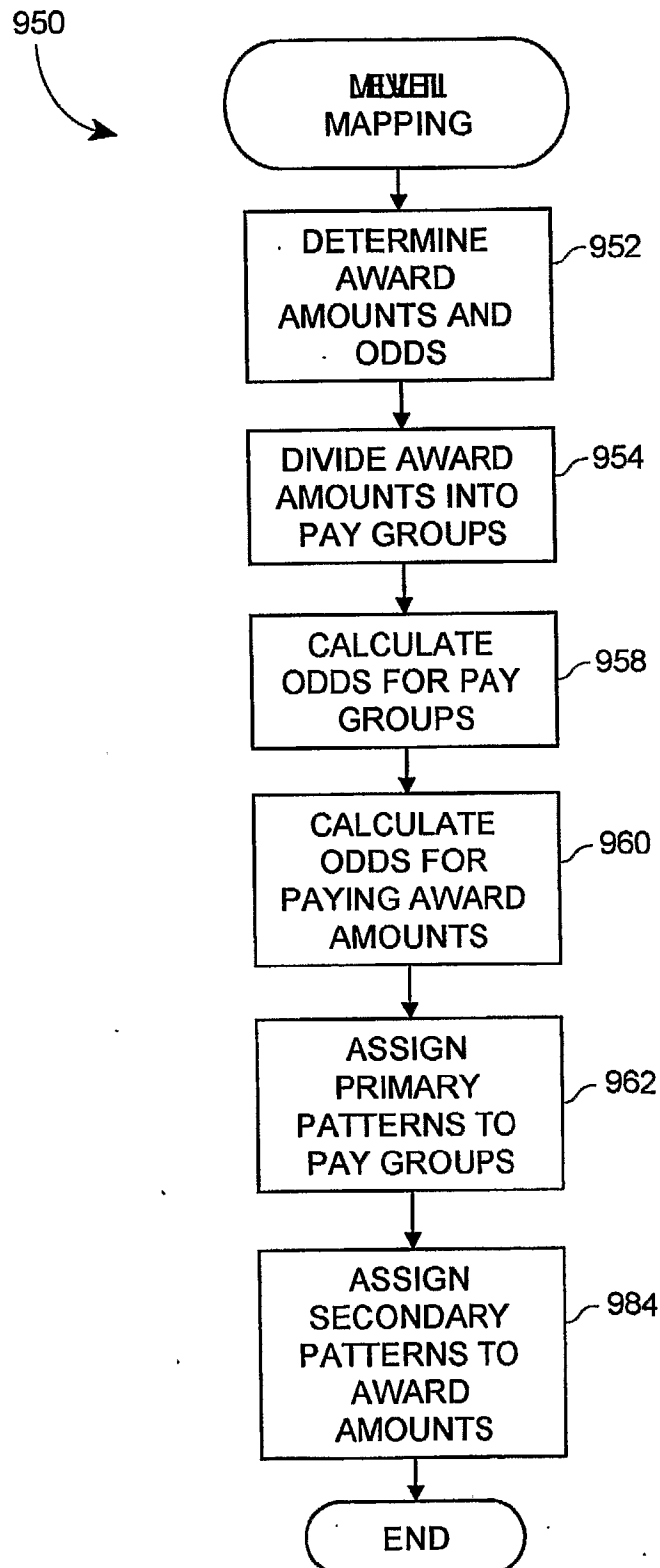 950
MAPPING
DETERMINE
AWARD
AMOUNTS AND
ODDS
952
DIVIDE AWARD
AMOUNTS INTO
PAY GROUPS
954
CALCULATE
ODDS FOR PAY
GROUPS
958
CALCULATE
ODDS FOR
PAYING AWARD
AMOUNTS
960
ASSIGN
PRIMARY
PATTERNS TO
PAY GROUPS
962
ASSIGN
SECONDARY
PATTERNS TO
AWARD
AMOUNTS
984
END